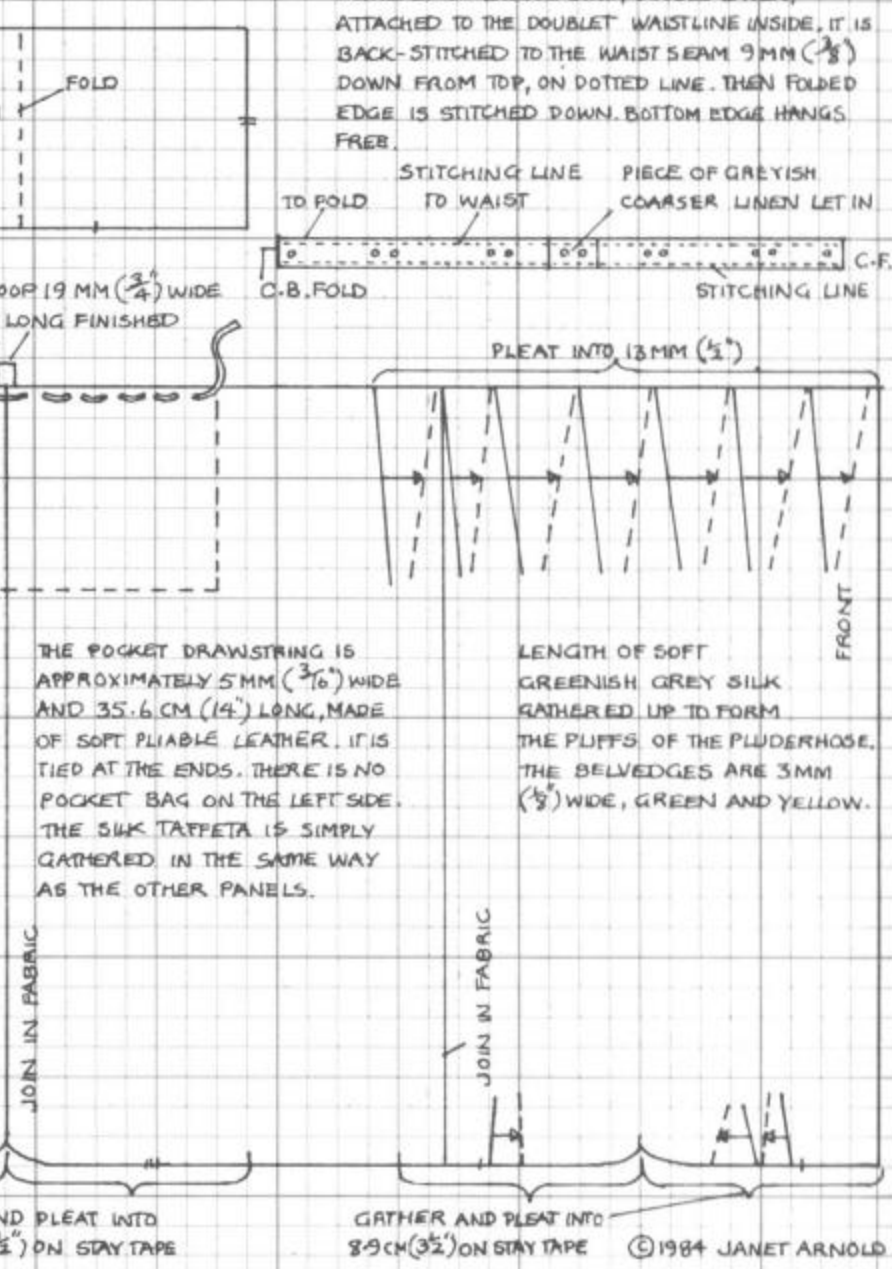 ATTACHED TO THE DOUBLET WAISTLINE INSIDE, IT IS
BACK-STITCHED TO THE WAIST SEAM 9 MM (3/8")
DOWN FROM TOP, ON DOTTED LINE. THEN FOLDED
EDGE IS STITCHED DOWN. BOTTOM EDGE HANGS
FREE.
FOLD
STITCHING LINE
TO WAIST
PIECE OF GREYISH
COARSER LINEN LET IN
TO FOLD
C.F.
C.B. FOLD
STITCHING LINE
OOP 19 MM (3/4") WIDE
LONG FINISHED
PLEAT INTO 13 MM (1/2")
FRONT
THE POCKET DRAWSTRING IS
APPROXIMATELY 5 MM (3/16") WIDE
AND 35.6 CM (14") LONG, MADE
OF SOFT PLIABLE LEATHER. IT IS
TIED AT THE ENDS. THERE IS NO
POCKET BAG ON THE LEFT SIDE.
THE SILK TAFFETA IS SIMPLY
GATHERED IN THE SAME WAY
AS THE OTHER PANELS.
LENGTH OF SOFT
GREENISH GREY SILK
GATHERED UP TO FORM
THE PUFFS OF THE PLUDERHOSE.
THE SELVEDGES ARE 3 MM
(1/8") WIDE, GREEN AND YELLOW.
JOIN IN FABRIC
JOIN IN FABRIC
ND PLEAT INTO
½") ON STAY TAPE
GATHER AND PLEAT INTO
8·9 CM (3½") ON STAY TAPE
© 1984 JANET ARNOLD